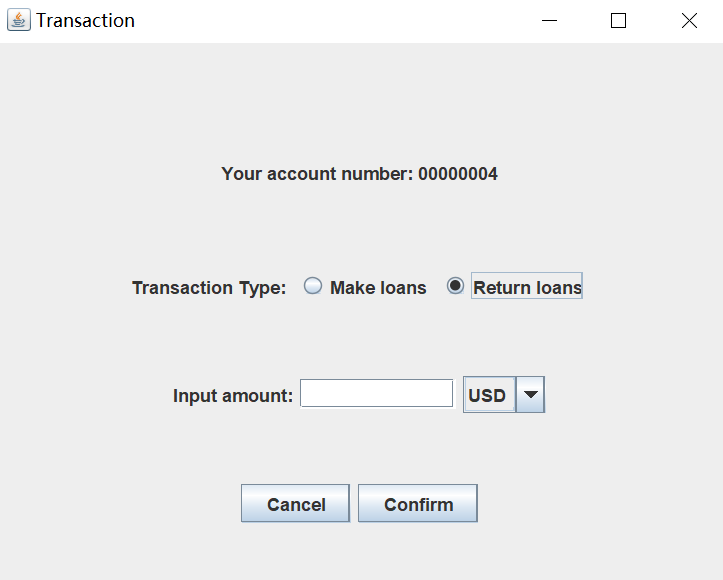 Transaction
Your account number: 00000004
Transaction Type: Make loans Return loans
Input amount: USD
Cancel Confirm